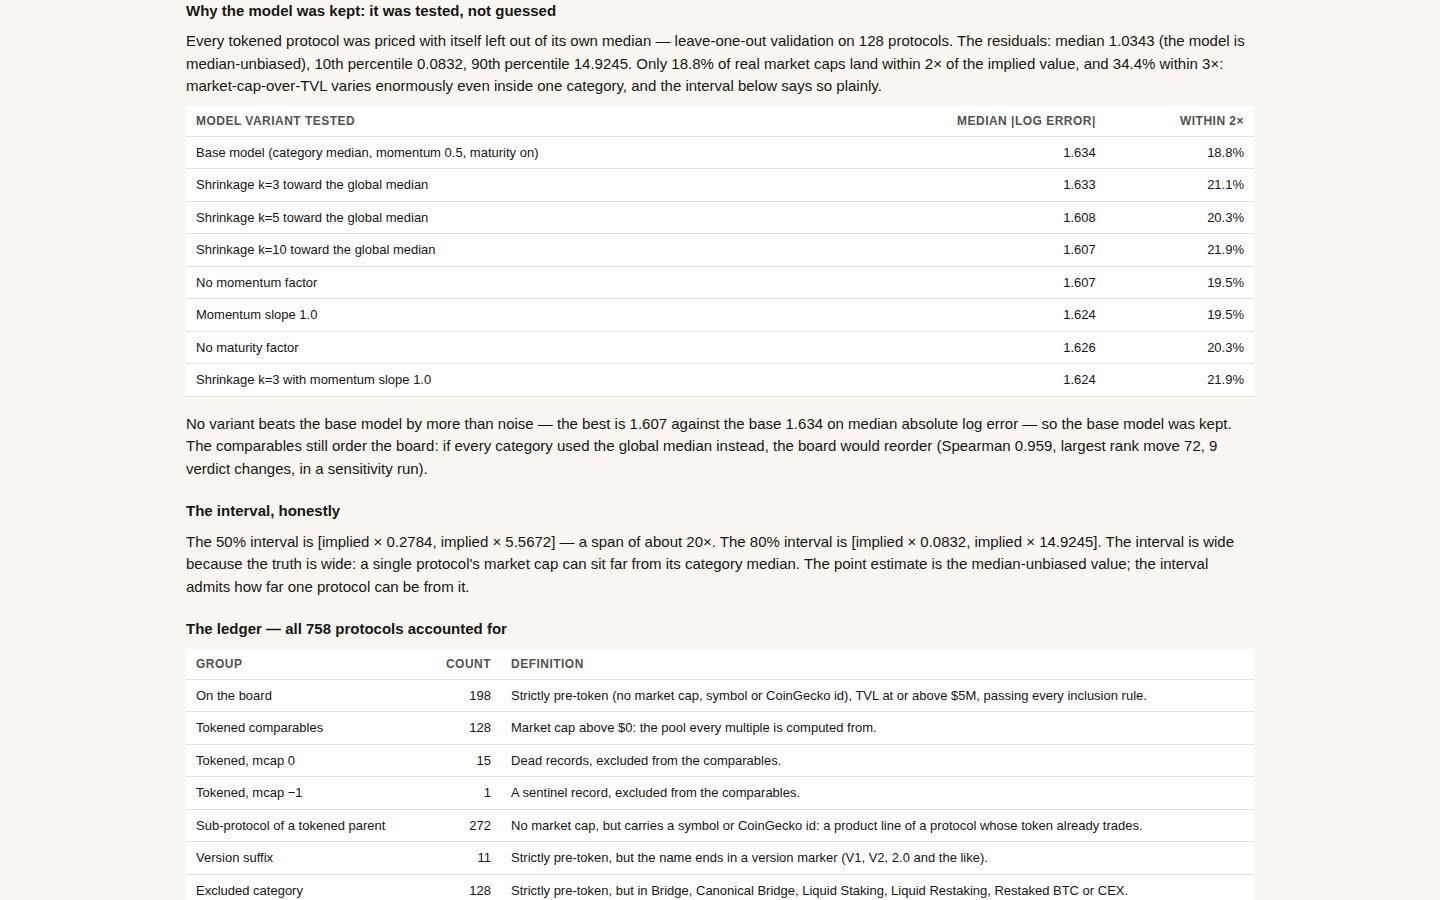 Why the model was kept: it was tested, not guessed
Every tokened protocol was priced with itself left out of its own median — leave-one-out validation on 128 protocols. The residuals: median 1.0343 (the model is
median-unbiased), 10th percentile 0.0832, 90th percentile 14.9245. Only 18.8% of real market caps land within 2× of the implied value, and 34.4% within 3×:
market-cap-over-TVL varies enormously even inside one category, and the interval below says so plainly.
MODEL VARIANT TESTED MEDIAN |LOG ERROR| WITHIN 2×
Base model (category median, momentum 0.5, maturity on) 1.634 18.8%
Shrinkage k=3 toward the global median 1.633 21.1%
Shrinkage k=5 toward the global median 1.608 20.3%
Shrinkage k=10 toward the global median 1.607 21.9%
No momentum factor 1.607 19.5%
Momentum slope 1.0 1.624 19.5%
No maturity factor 1.626 20.3%
Shrinkage k=3 with momentum slope 1.0 1.624 21.9%
No variant beats the base model by more than noise — the best is 1.607 against the base 1.634 on median absolute log error — so the base model was kept.
The comparables still order the board: if every category used the global median instead, the board would reorder (Spearman 0.959, largest rank move 72, 9
verdict changes, in a sensitivity run).
The interval, honestly
The 50% interval is [implied × 0.2784, implied × 5.5672] — a span of about 20×. The 80% interval is [implied × 0.0832, implied × 14.9245]. The interval is wide
because the truth is wide: a single protocol's market cap can sit far from its category median. The point estimate is the median-unbiased value; the interval
admits how far one protocol can be from it.
The ledger — all 758 protocols accounted for
GROUP COUNT DEFINITION
On the board 198 Strictly pre-token (no market cap, symbol or CoinGecko id), TVL at or above $5M, passing every inclusion rule.
Tokened comparables 128 Market cap above $0: the pool every multiple is computed from.
Tokened, mcap 0 15 Dead records, excluded from the comparables.
Tokened, mcap −1 1 A sentinel record, excluded from the comparables.
Sub-protocol of a tokened parent 272 No market cap, but carries a symbol or CoinGecko id: a product line of a protocol whose token already trades.
Version suffix 11 Strictly pre-token, but the name ends in a version marker (V1, V2, 2.0 and the like).
Excluded category 128 Strictly pre-token, but in Bridge, Canonical Bridge, Liquid Staking, Liquid Restaking, Restaked BTC or CEX.